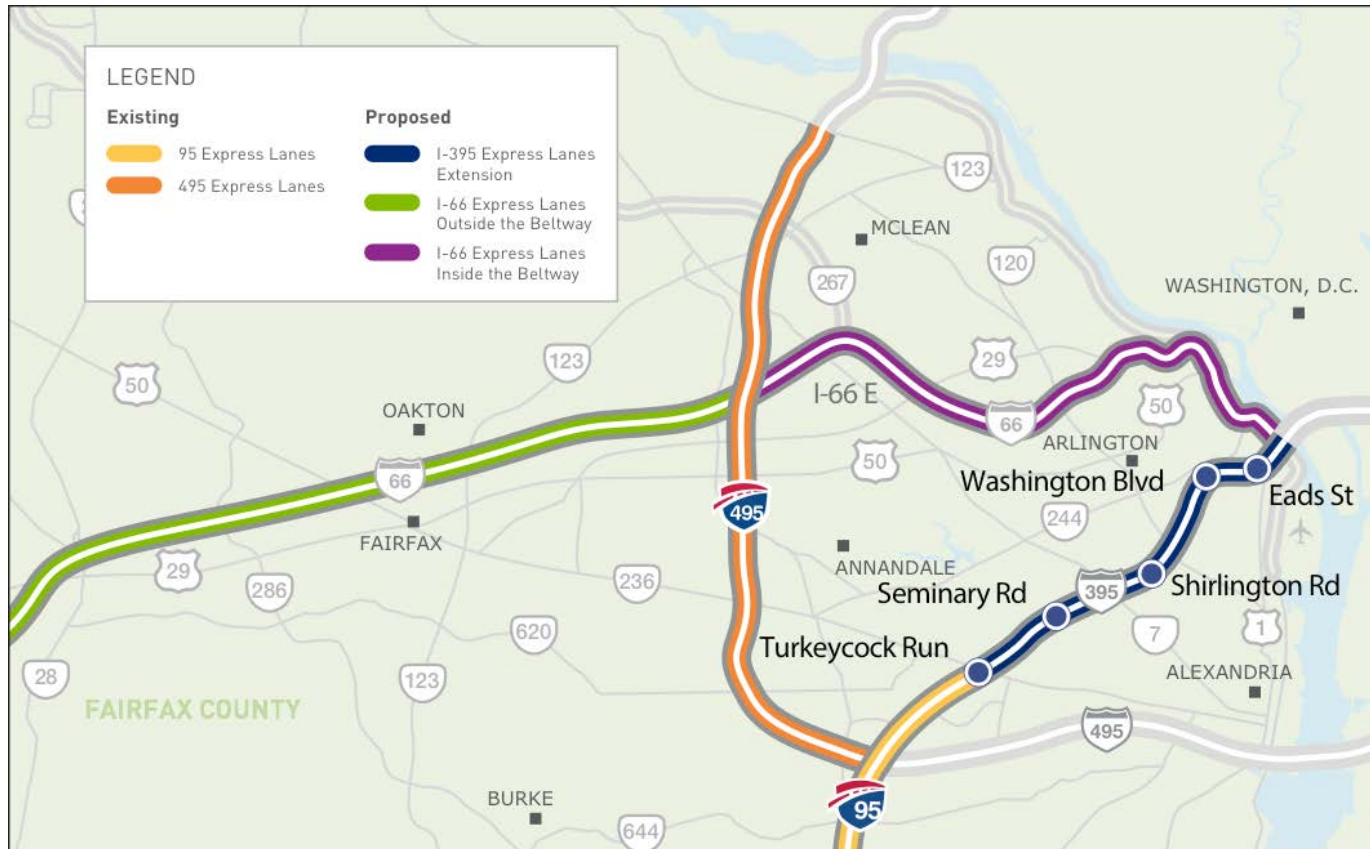 LEGEND
Existing
95 Express Lanes
495 Express Lanes
Proposed
I-395 Express Lanes
Extension
I-66 Express Lanes
Outside the Beltway
I-66 Express Lanes
Inside the Beltway
123
MCLEAN
120
267
WASHINGTON, D.C.
50
123
29
OAKTON
I-66 E
66
50
ARLINGTON
66
50
Washington Blvd
Eads St
495
244
FAIRFAX
ANNANDALE
29
286
236
Seminary Rd
395
Shirlington Rd
620
7
1
Turkeycock Run
28
123
ALEXANDRIA
FAIRFAX COUNTY
495
BURKE
95
644